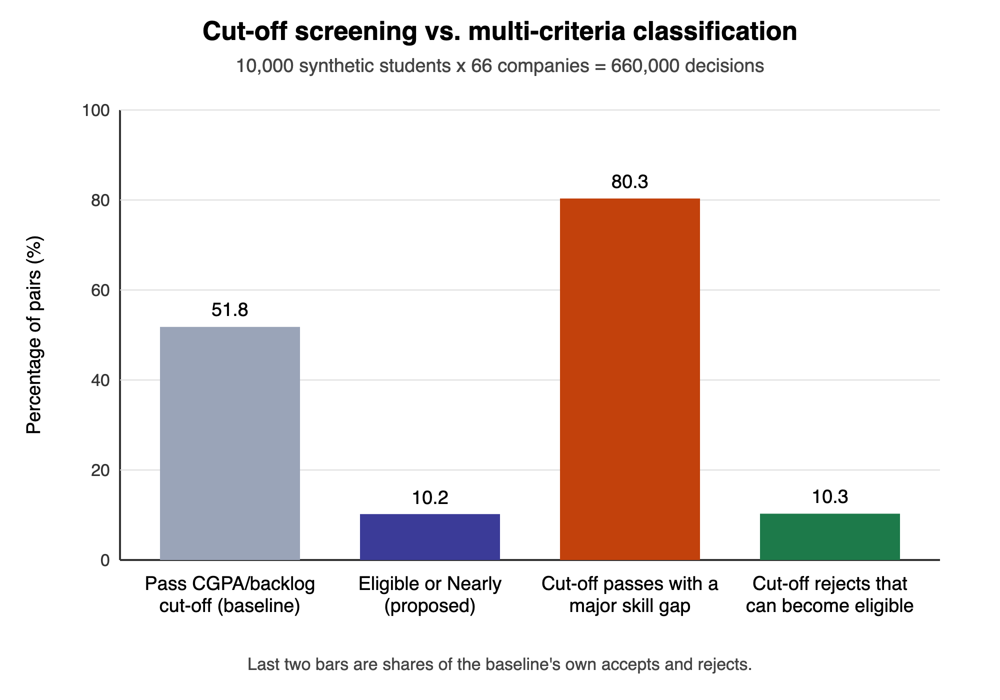 Cut-off screening vs. multi-criteria classification
10,000 synthetic students x 66 companies = 660,000 decisions
Percentage of pairs (%)
100
80
60
40
20
0
51.8
10.2
80.3
10.3
Pass CGPA/backlog
cut-off (baseline)
Eligible or Nearly
(proposed)
Cut-off passes with a
major skill gap
Cut-off rejects that
can become eligible
Last two bars are shares of the baseline's own accepts and rejects.